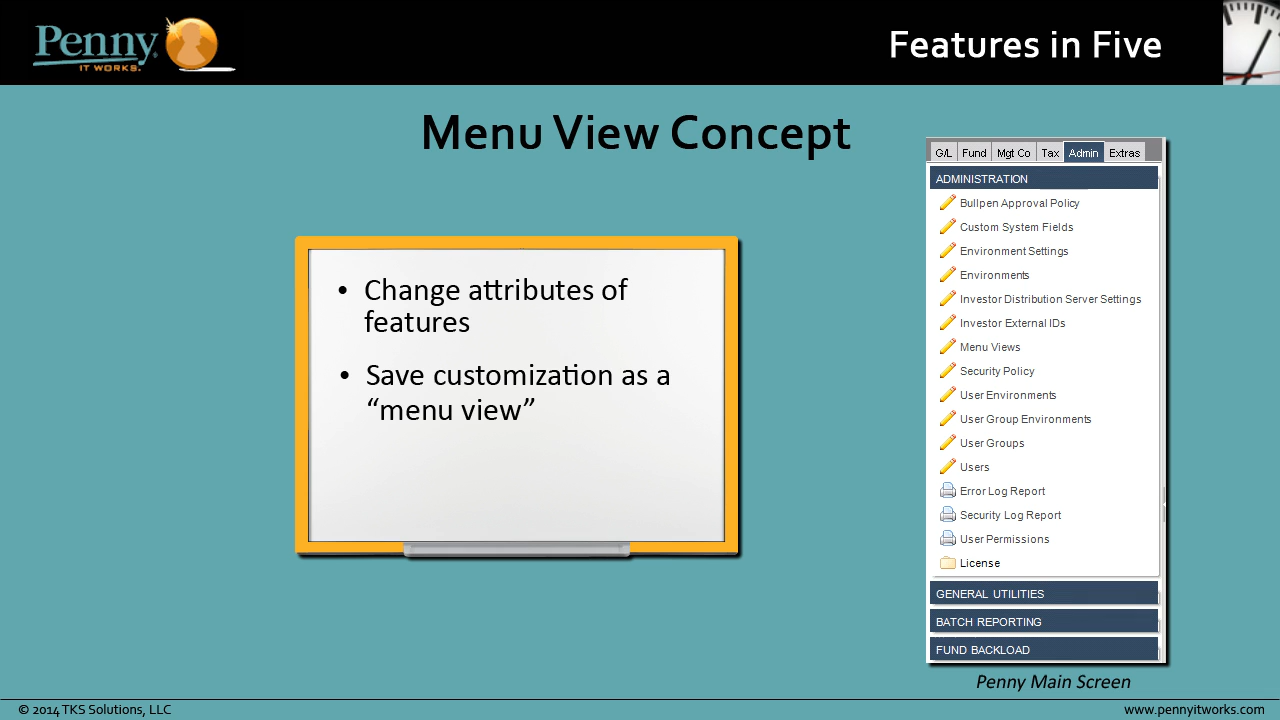 Penny®
IT WORKS.
Features in Five
Menu View Concept
• Change attributes of
features
• Save customization as a
“menu view”
G/L Fund Mgt Co Tax Admin Extras
ADMINISTRATION
Bullpen Approval Policy
Custom System Fields
Environment Settings
Environments
Investor Distribution Server Settings
Investor External IDs
Menu Views
Security Policy
User Environments
User Group Environments
User Groups
Users
Error Log Report
Security Log Report
User Permissions
License
GENERAL UTILITIES
BATCH REPORTING
FUND BACKLOAD
Penny Main Screen
© 2014 TKS Solutions, LLC
www.pennyitworks.com